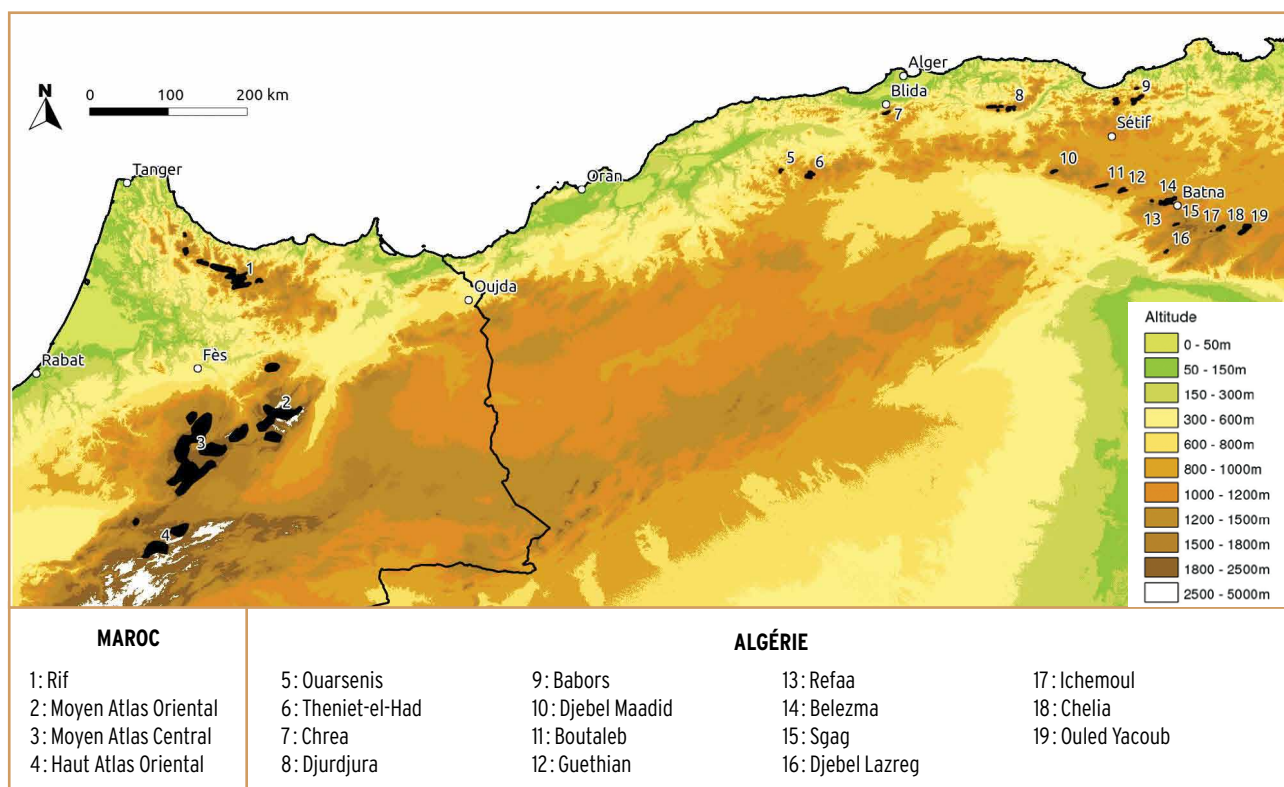 N
0 100 200 km
Alger
Blida
7
8
9
Sétif
5
6
10
11
12
14
Batna
13
15
17
18
19
16
Tanger
Oran
1
Oujda
Rabat
Fès
2
3
4
Altitude
0 - 50m
50 - 150m
150 - 300m
300 - 600m
600 - 800m
800 - 1000m
1000 - 1200m
1200 - 1500m
1500 - 1800m
1800 - 2500m
2500 - 5000m
MAROC
1: Rif
2: Moyen Atlas Oriental
3: Moyen Atlas Central
4: Haut Atlas Oriental
ALGÉRIE
5: Ouarsenis
6: Theniet-el-Had
7: Chrea
8: Djurdjura
9: Babors
10: Djebel Maadid
11: Boutaleb
12: Guethian
13: Refaa
14: Belezma
15: Sgag
16: Djebel Lazreg
17: Ichemoul
18: Chelia
19: Ouled Yacoub